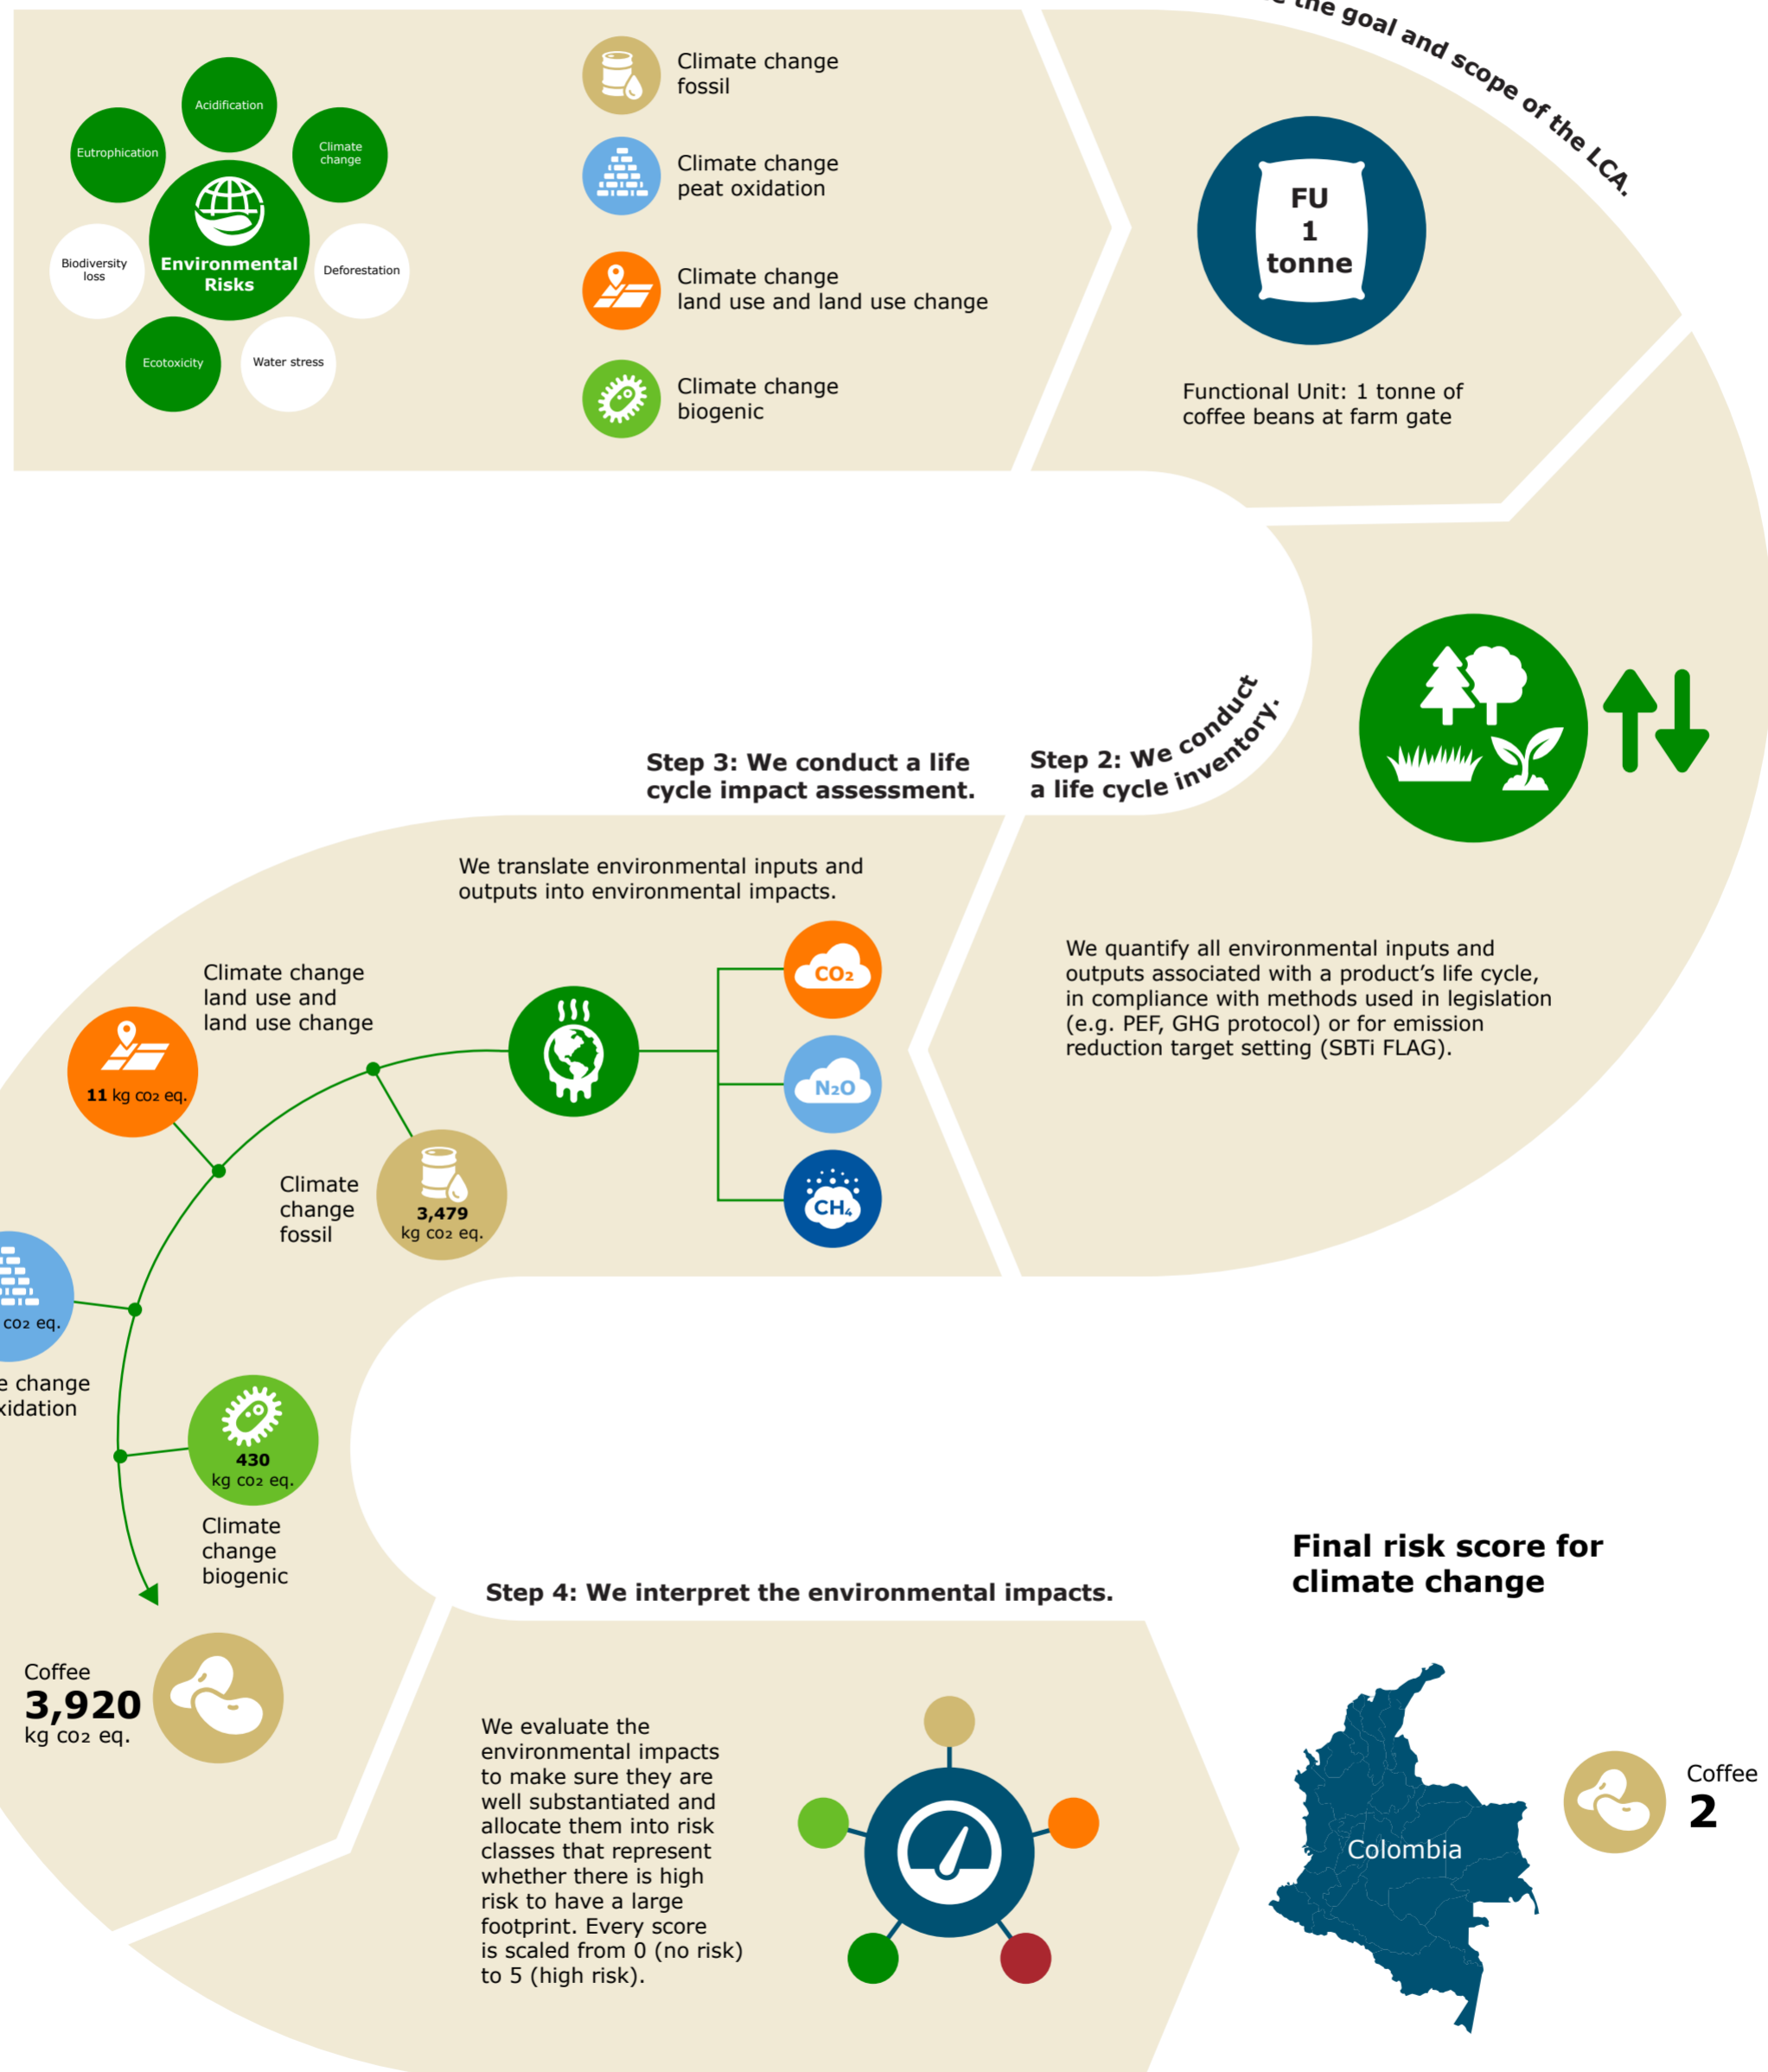 the goal and scope of the LCA.
Acidification
Eutrophication
Climate
change
Environmental
Risks
Biodiversity
loss
Deforestation
Ecotoxicity
Water stress
Climate change
fossil
Climate change
peat oxidation
Climate change
land use and land use change
Climate change
biogenic
FU
1
tonne
Functional Unit: 1 tonne of
coffee beans at farm gate
Step 2: We conduct
a life cycle inventory.
We quantify all environmental inputs and
outputs associated with a product’s life cycle,
in compliance with methods used in legislation
(e.g. PEF, GHG protocol) or for emission
reduction target setting (SBTi FLAG).
Step 3: We conduct a life
cycle impact assessment.
We translate environmental inputs and
outputs into environmental impacts.
CO₂
N₂O
CH₄
Climate
change
fossil
3,479
kg co₂ eq.
Climate change
land use and
land use change
11 kg co₂ eq.
co₂ eq.
change
Climate
change
biogenic
430
kg co₂ eq.
Coffee
3,920
kg co₂ eq.
Step 4: We interpret the environmental impacts.
We evaluate the
environmental impacts
to make sure they are
well substantiated and
allocate them into risk
classes that represent
whether there is high
risk to have a large
footprint. Every score
is scaled from 0 (no risk)
to 5 (high risk).
Final risk score for
climate change
Colombia
Coffee
2